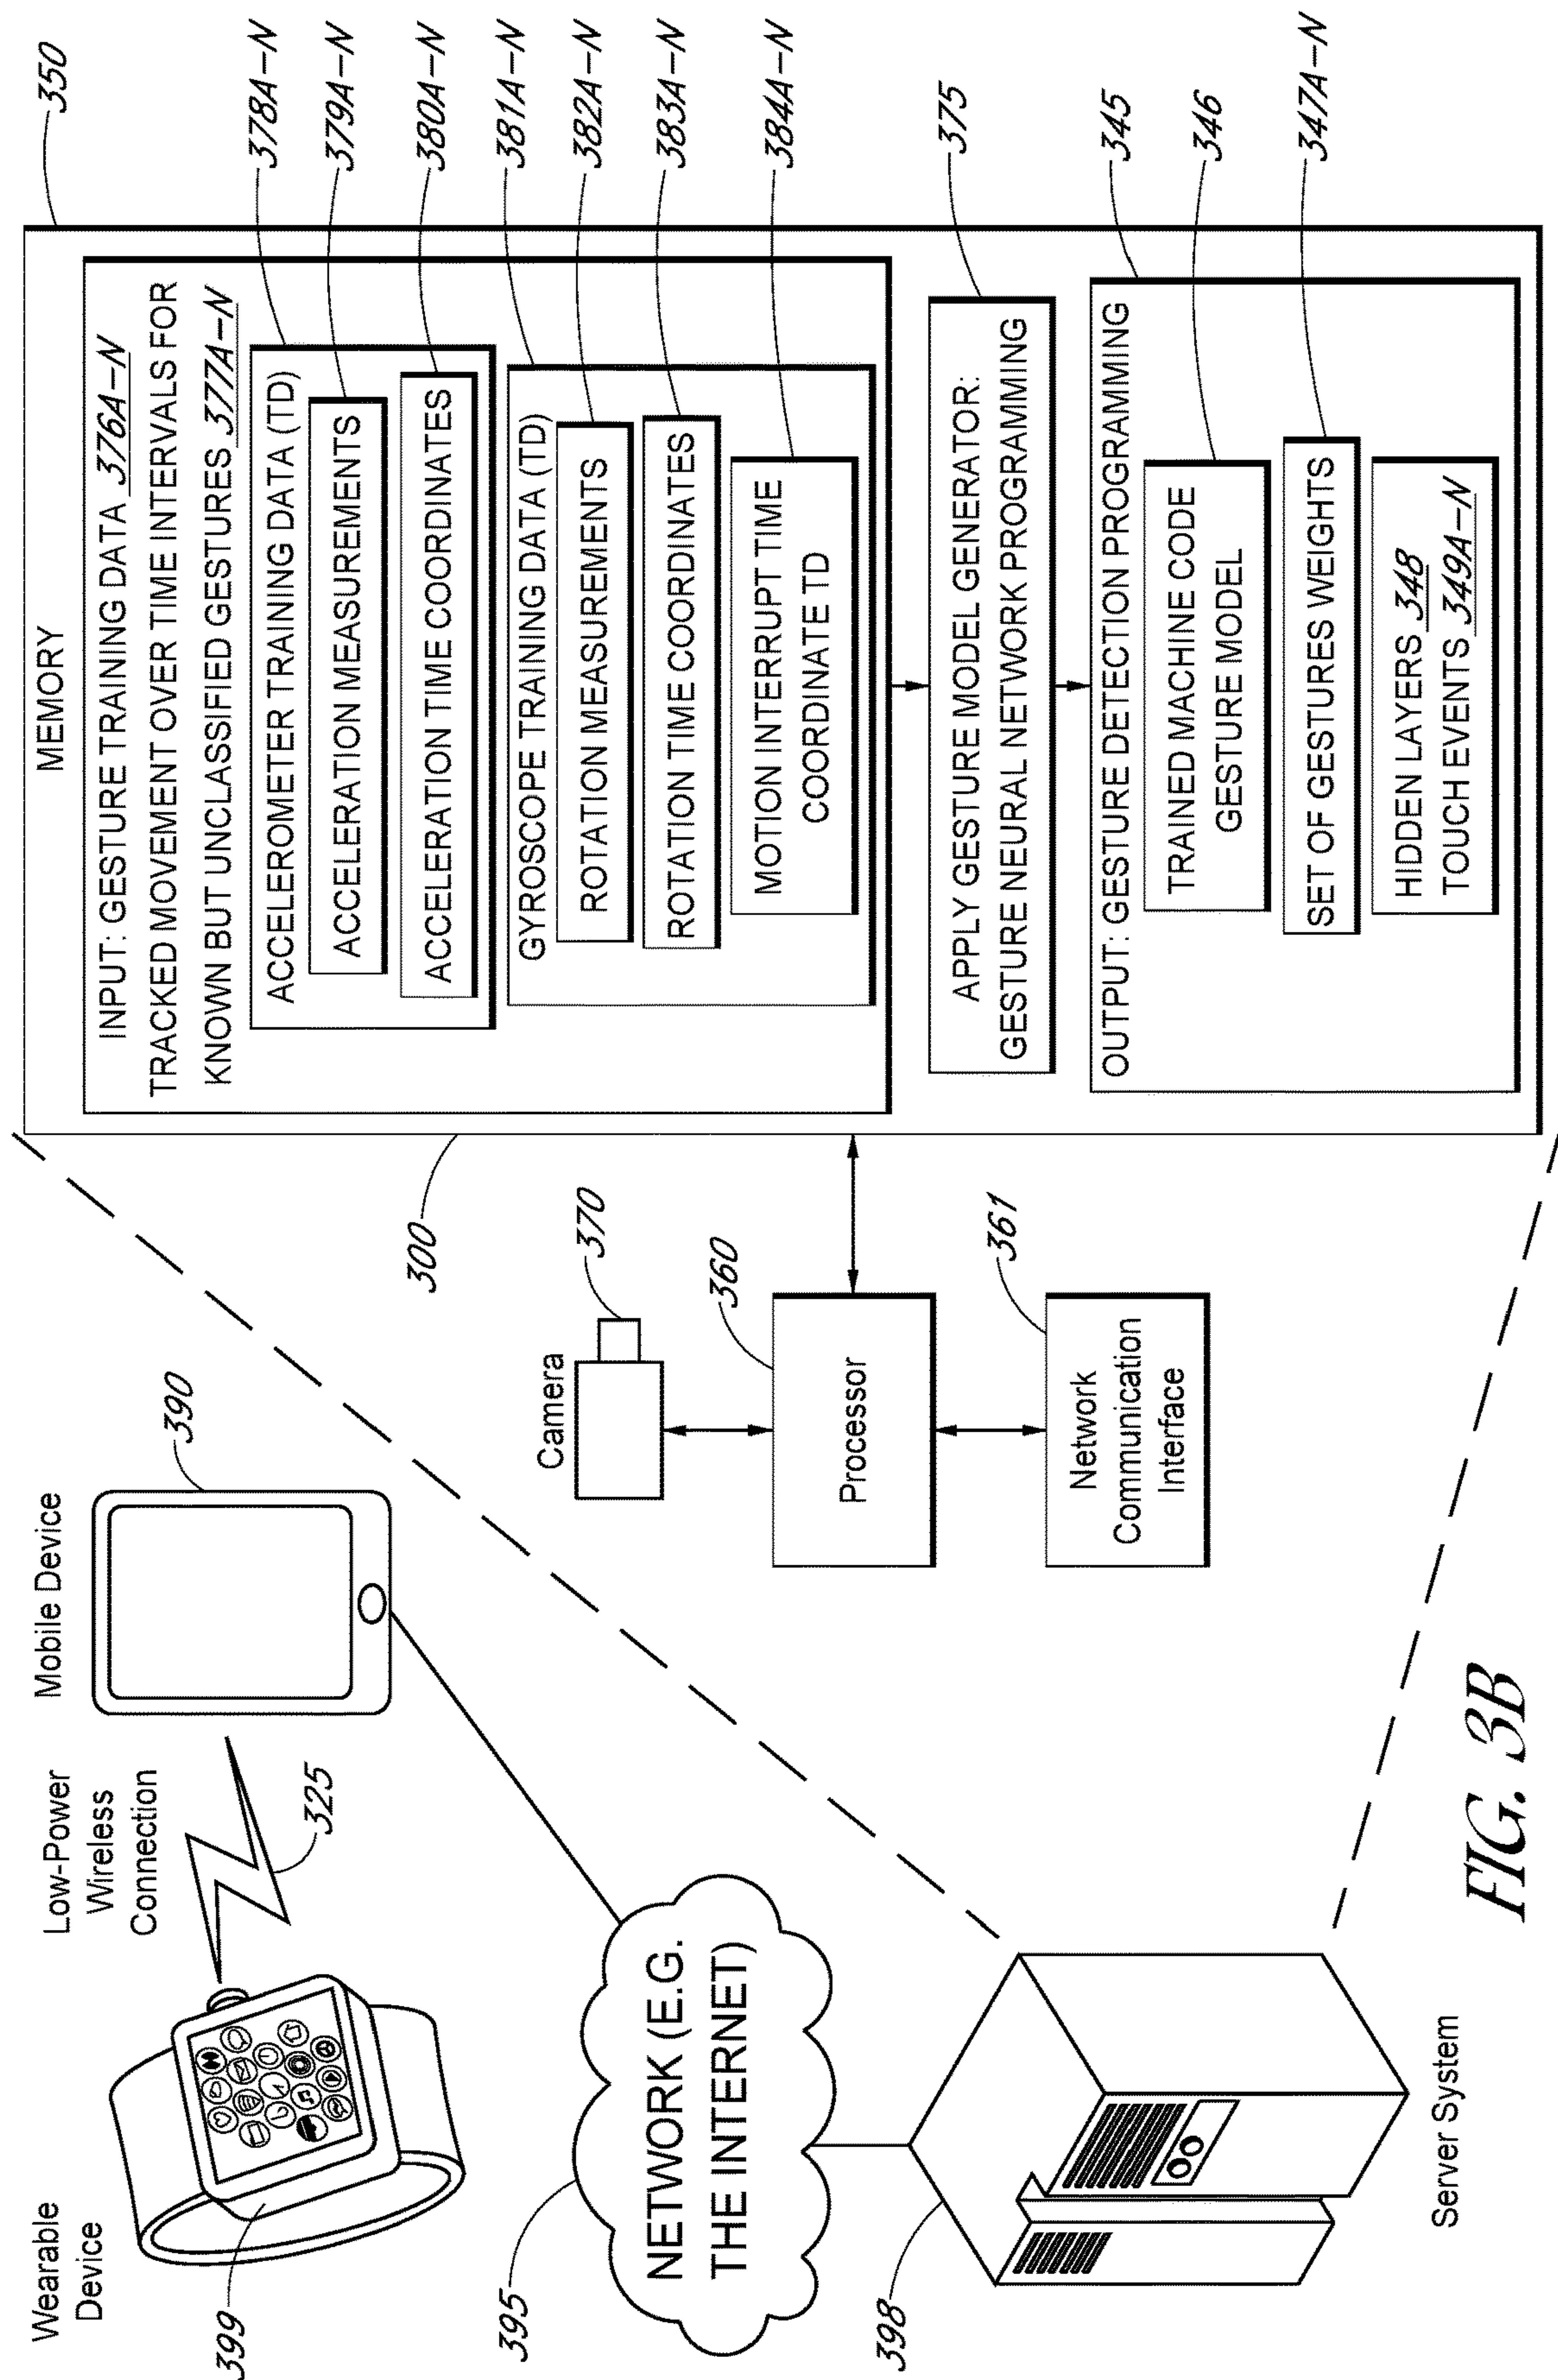 Wearable
Device
399
Low-Power
Wireless
Connection
325
Mobile Device
390
395
NETWORK (E.G.
THE INTERNET)
398
Server System
Camera
370
360
Processor
361
Network
Communication
Interface
300
MEMORY
350
INPUT: GESTURE TRAINING DATA 376A-N
TRACKED MOVEMENT OVER TIME INTERVALS FOR
KNOWN BUT UNCLASSIFIED GESTURES 377A-N
ACCELEROMETER TRAINING DATA (TD)
378A-N
ACCELERATION MEASUREMENTS
379A-N
ACCELERATION TIME COORDINATES
380A-N
GYROSCOPE TRAINING DATA (TD)
381A-N
ROTATION MEASUREMENTS
382A-N
ROTATION TIME COORDINATES
383A-N
MOTION INTERRUPT TIME
COORDINATE TD
384A-N
APPLY GESTURE MODEL GENERATOR:
GESTURE NEURAL NETWORK PROGRAMMING
375
OUTPUT: GESTURE DETECTION PROGRAMMING
345
TRAINED MACHINE CODE
GESTURE MODEL
346
SET OF GESTURES WEIGHTS
347A-N
HIDDEN LAYERS 348
TOUCH EVENTS 349A-N
FIG. 3B